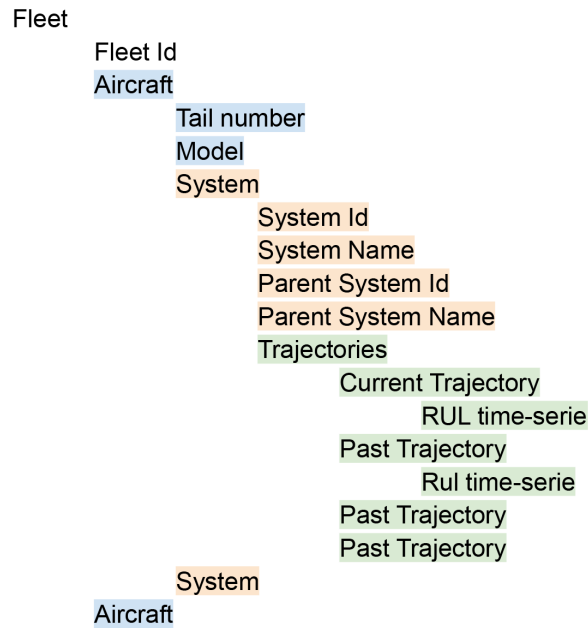 Fleet
Fleet Id
Aircraft
Tail number
Model
System
System Id
System Name
Parent System Id
Parent System Name
Trajectories
Current Trajectory
RUL time-serie
Past Trajectory
Rul time-serie
Past Trajectory
Past Trajectory
System
Aircraft